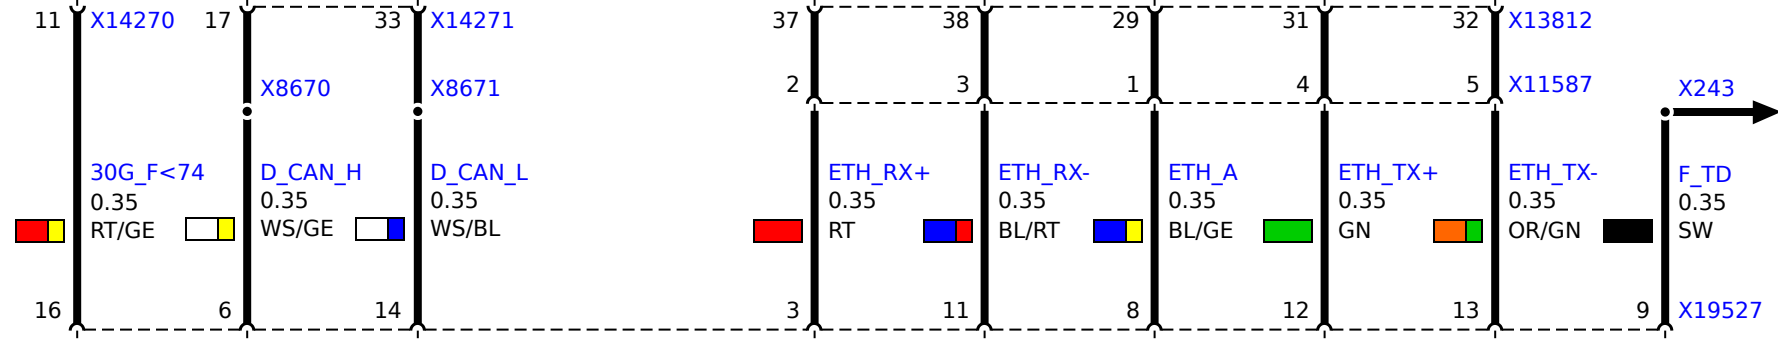 11 X14270 17 33 X14271 37 38 29 31 32 X13812
X8670 X8671 2 3 1 4 5 X11587 X243
30G_F<74 D_CAN_H D_CAN_L ETH_RX+ ETH_RX- ETH_A ETH_TX+ ETH_TX- F_TD
0.35 0.35 0.35 0.35 0.35 0.35 0.35 0.35 0.35
RT/GE WS/GE WS/BL RT BL/RT BL/GE GN OR/GN SW
16 6 14 3 11 8 12 13 9 X19527